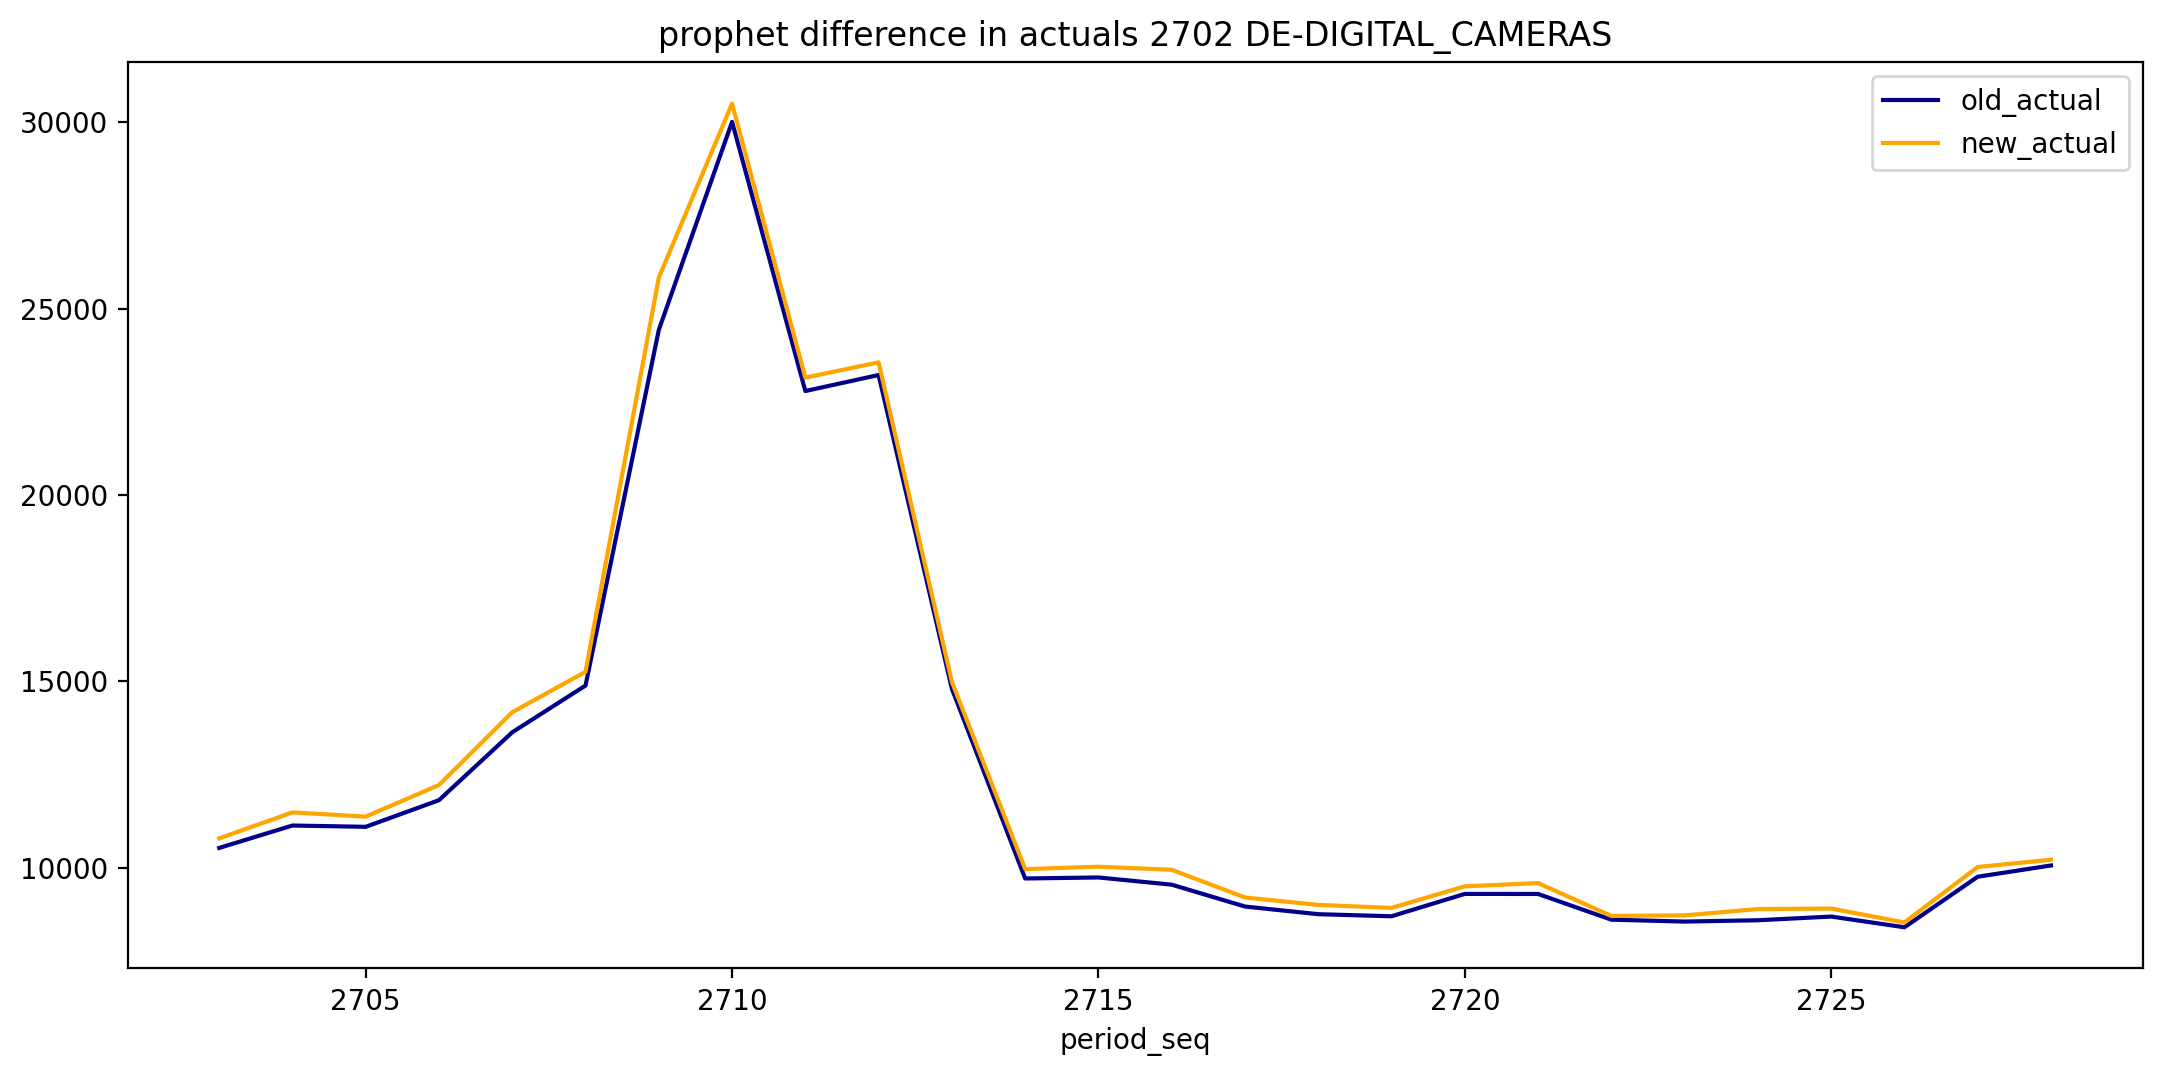 prophet difference in actuals 2702 DE-DIGITAL_CAMERAS
old_actual
new_actual
30000
25000
20000
15000
10000
2705 2710 2715 2720 2725
period_seq